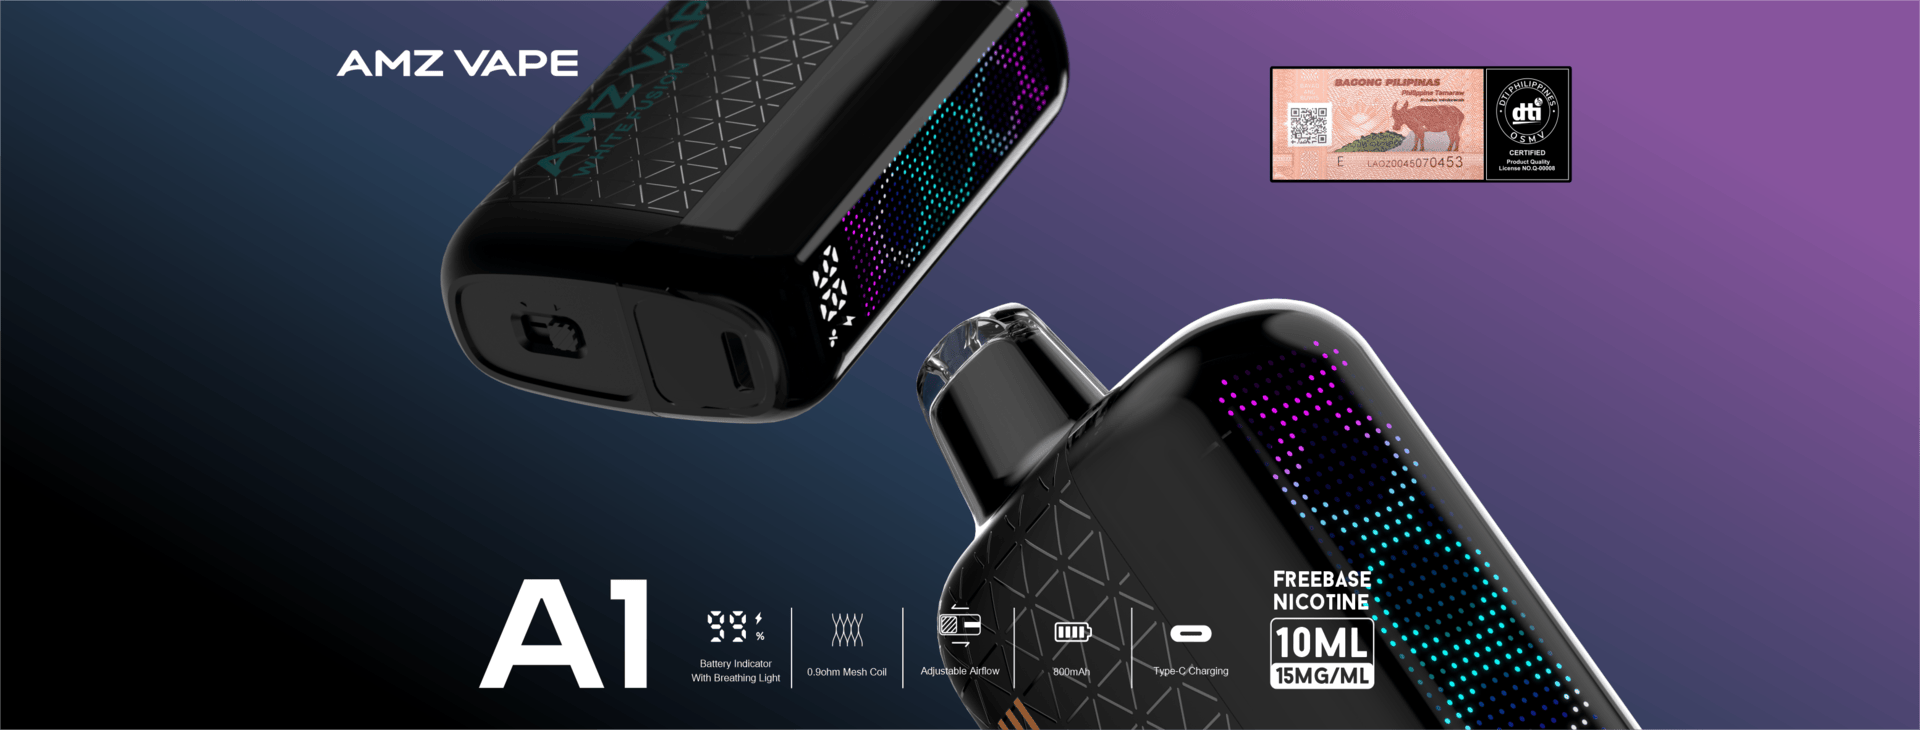 AMZ VAPE
AMZ VAP
WHITE FUSION
%
BAGONG PILIPINAS
Philippine Tamaraw
E LAQZ0045070453
DTI PHILIPPINES
dti
OSMV
CERTIFIED
Product Quality
License NO.Q-00008
A1
99 %
Battery Indicator
With Breathing Light
0.9ohm Mesh Coil
Adjustable Airflow
800mAh
Type-C Charging
FREEBASE
NICOTINE
10ML
15MG/ML